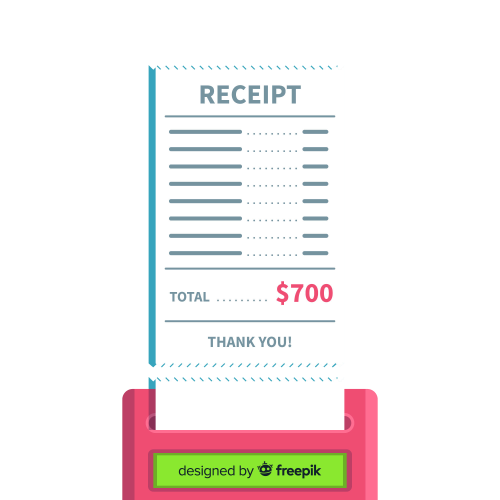 RECEIPT
TOTAL ......... $700
THANK YOU!
designed by freepik